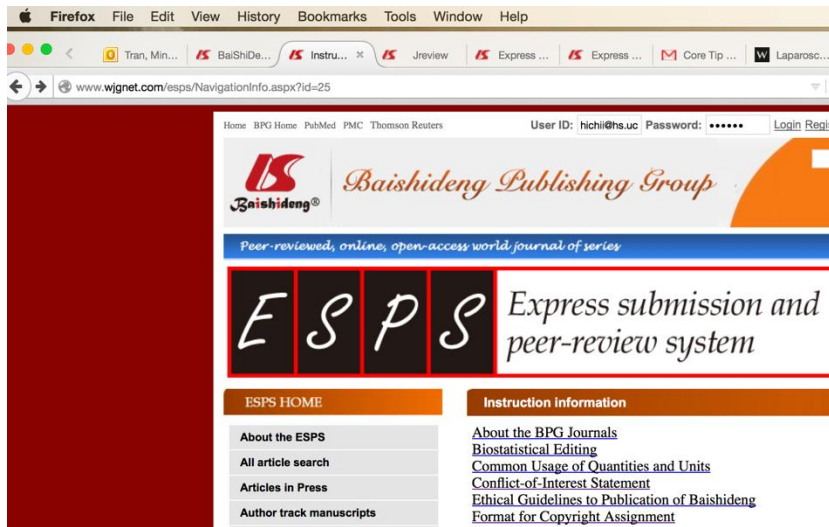 Firefox File Edit View History Bookmarks Tools Window Help
Tran, Min... BaiShiDe... Instru... × Jreview Express ... Express ... Core Tip ... W Laparosc...
www.wjgnet.com/esps/NavigationInfo.aspx?id=25
Home BPG Home PubMed PMC Thomson Reuters User ID: hichii@hs.uc Password: •••••• Login Regi
Baishideng® Baishideng Publishing Group
Peer-reviewed, online, open-access world journal of series
E S P S Express submission and
peer-review system
ESPS HOME Instruction information
About the ESPS About the BPG Journals
Biostatistical Editing
All article search Common Usage of Quantities and Units
Articles in Press Conflict-of-Interest Statement
Ethical Guidelines to Publication of Baishideng
Author track manuscripts Format for Copyright Assignment